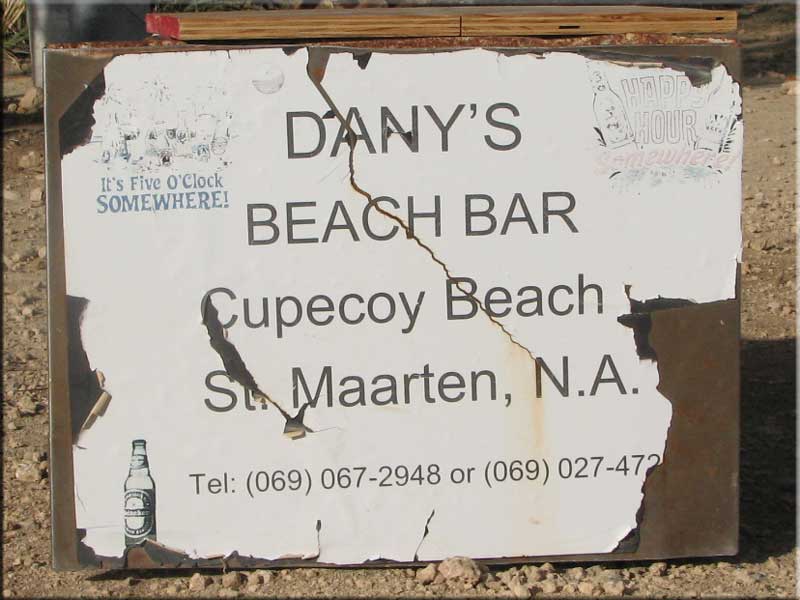 HAPPY
HOUR
Somewhere!
It's Five O'Clock
SOMEWHERE!
DANY'S
BEACH BAR
Cupecoy Beach
St. Maarten, N.A.
Tel: (069) 067-2948 or (069) 027-472
Heineken